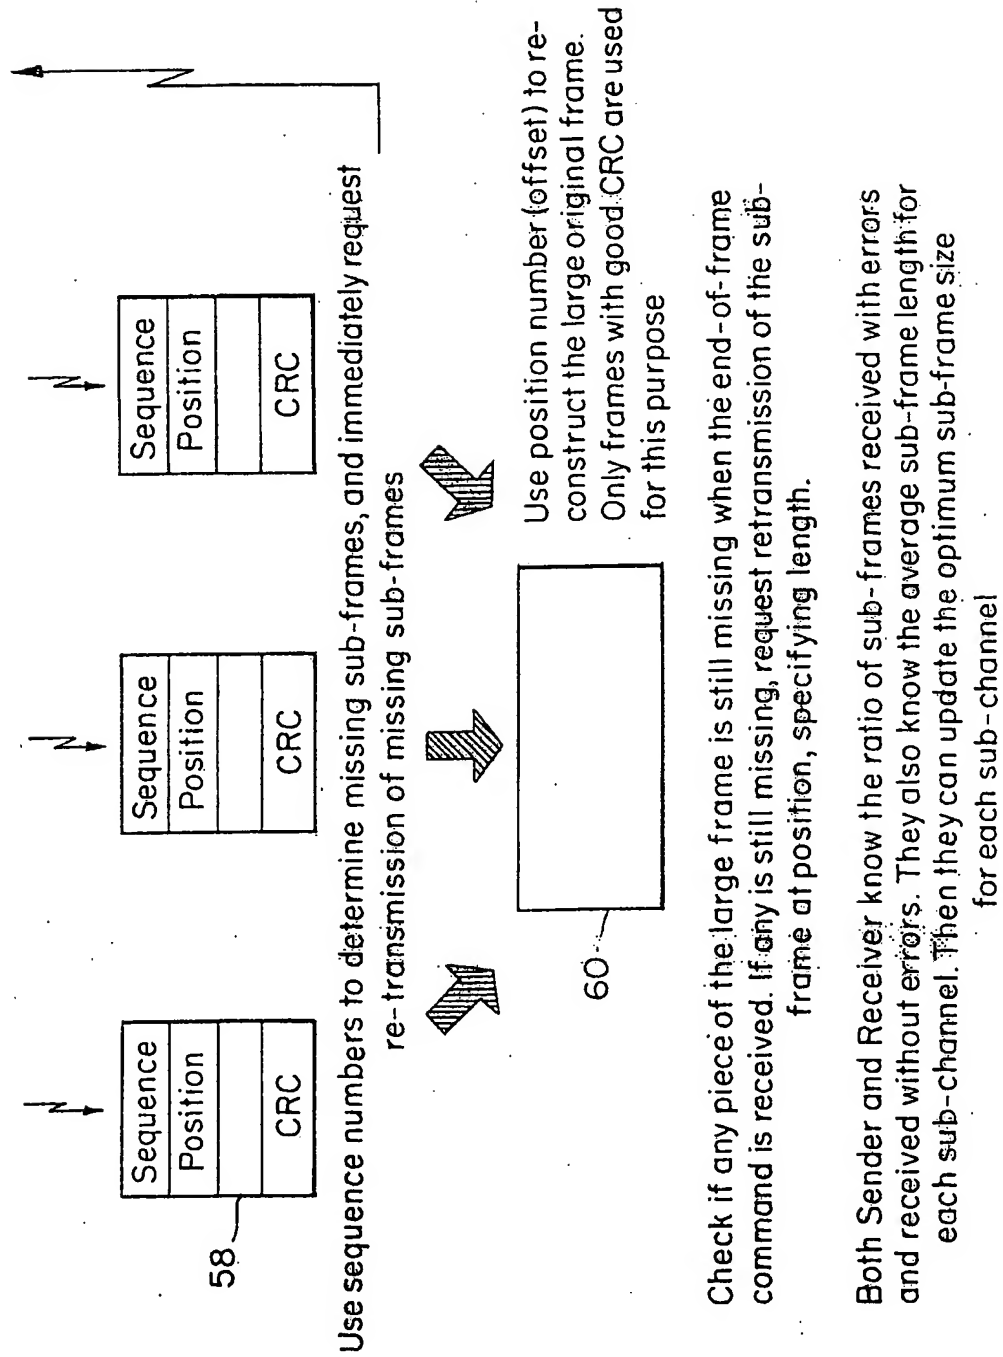 Sequence
Position
CRC
Sequence
Position
CRC
Sequence
Position
CRC
58
Use sequence numbers to determine missing sub-frames, and immediately request
re-transmission of missing sub-frames
60
Use position number (offset) to re-
construct the large original frame.
Only frames with good CRC are used
for this purpose
Check if any piece of the large frame is still missing when the end-of-frame
command is received. If any is still missing, request retransmission of the sub-
frame at position, specifying length.
Both Sender and Receiver know the ratio of sub-frames received with errors
and received without errors. They also know the average sub-frame length for
each sub-channel. Then they can update the optimum sub-frame size
for each sub-channel